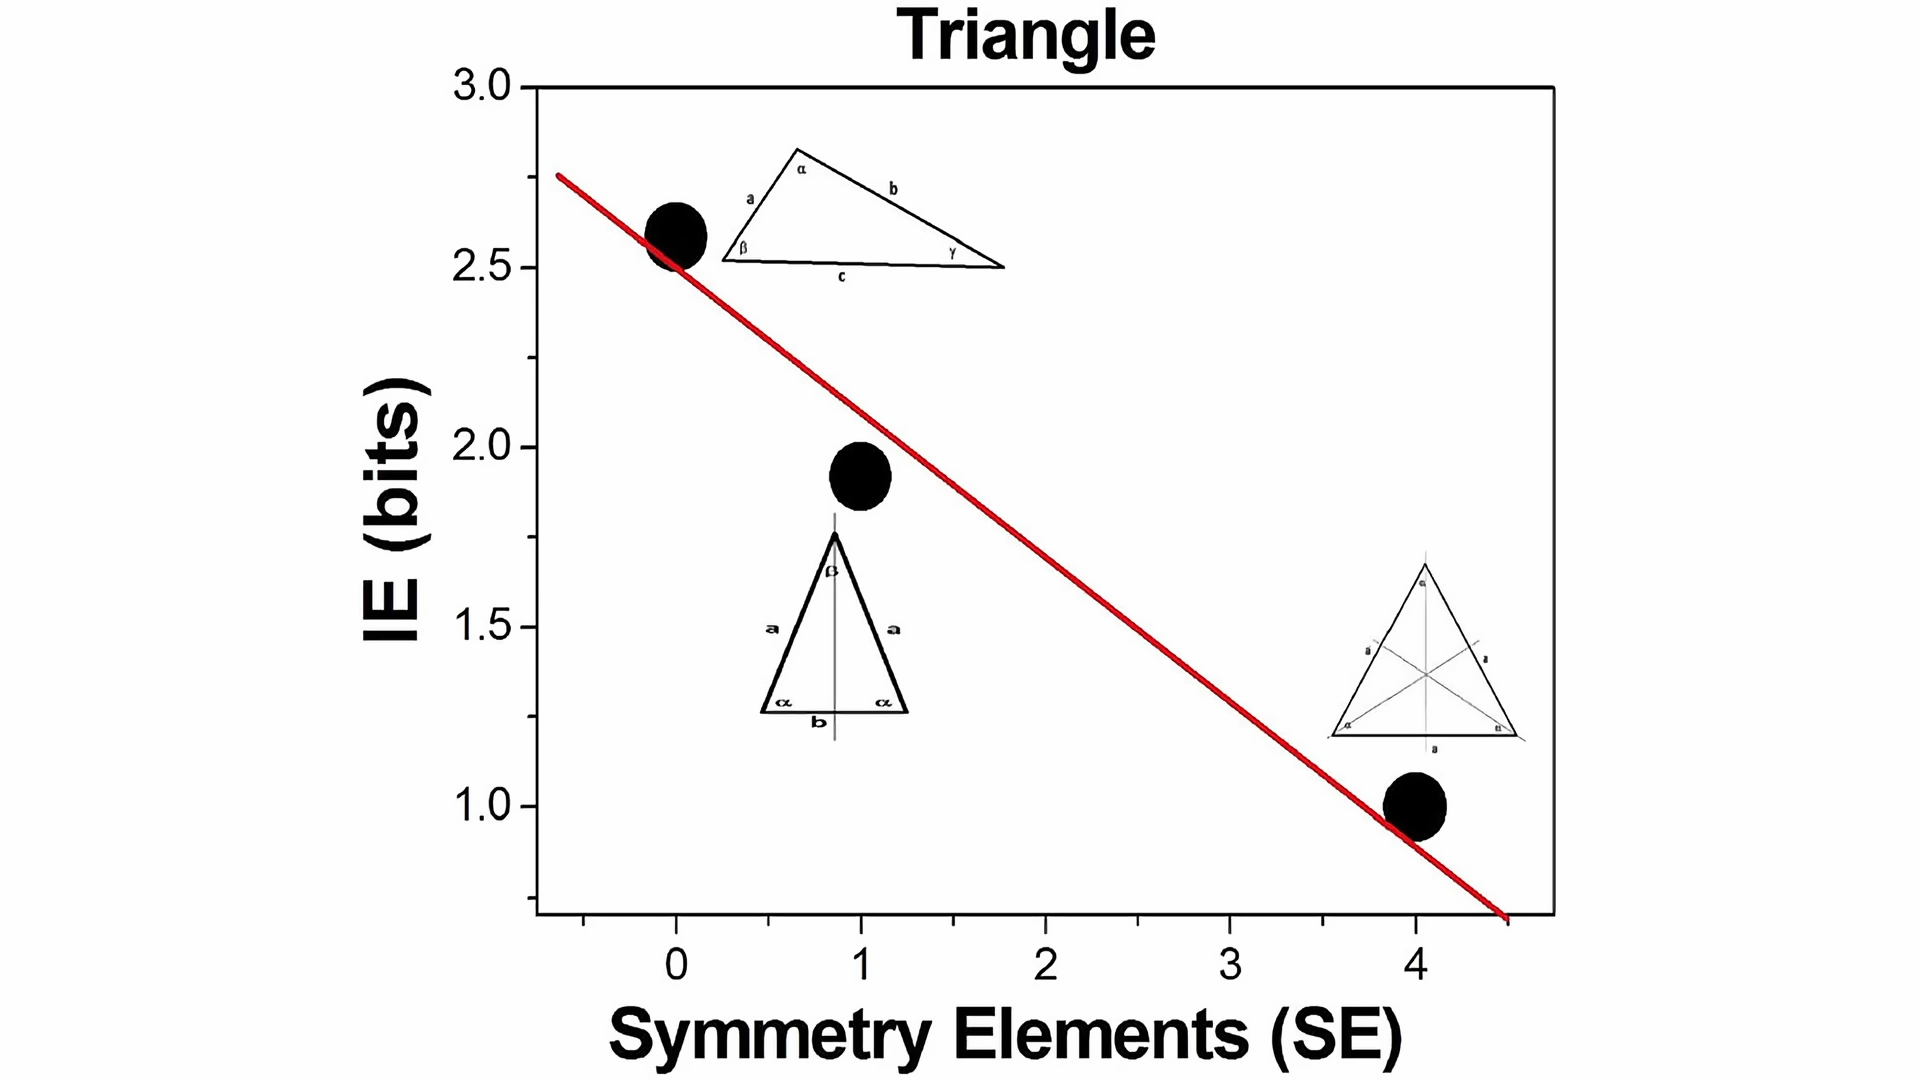 Triangle
3.0
2.5
2.0
1.5
1.0
IE (bits)
α
a
b
β
γ
c
β
a
a
α
α
b
α
a
a
α
α
a
0 1 2 3 4
Symmetry Elements (SE)